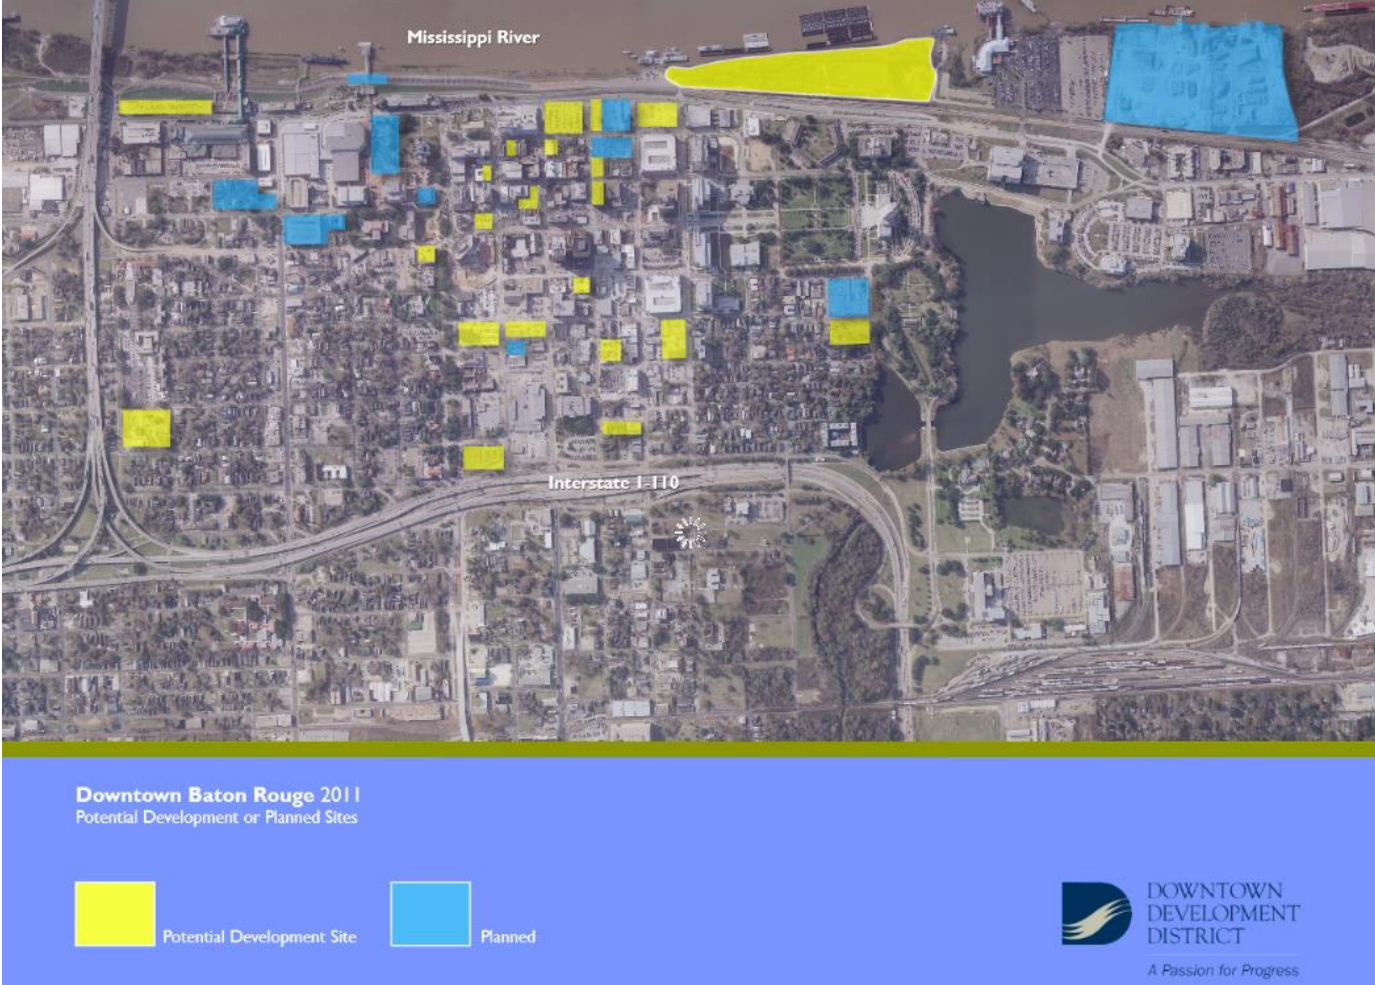 Mississippi River
Interstate I-110
Downtown Baton Rouge 2011
Potential Development or Planned Sites
Potential Development Site
Planned
DOWNTOWN
DEVELOPMENT
DISTRICT
A Passion for Progress